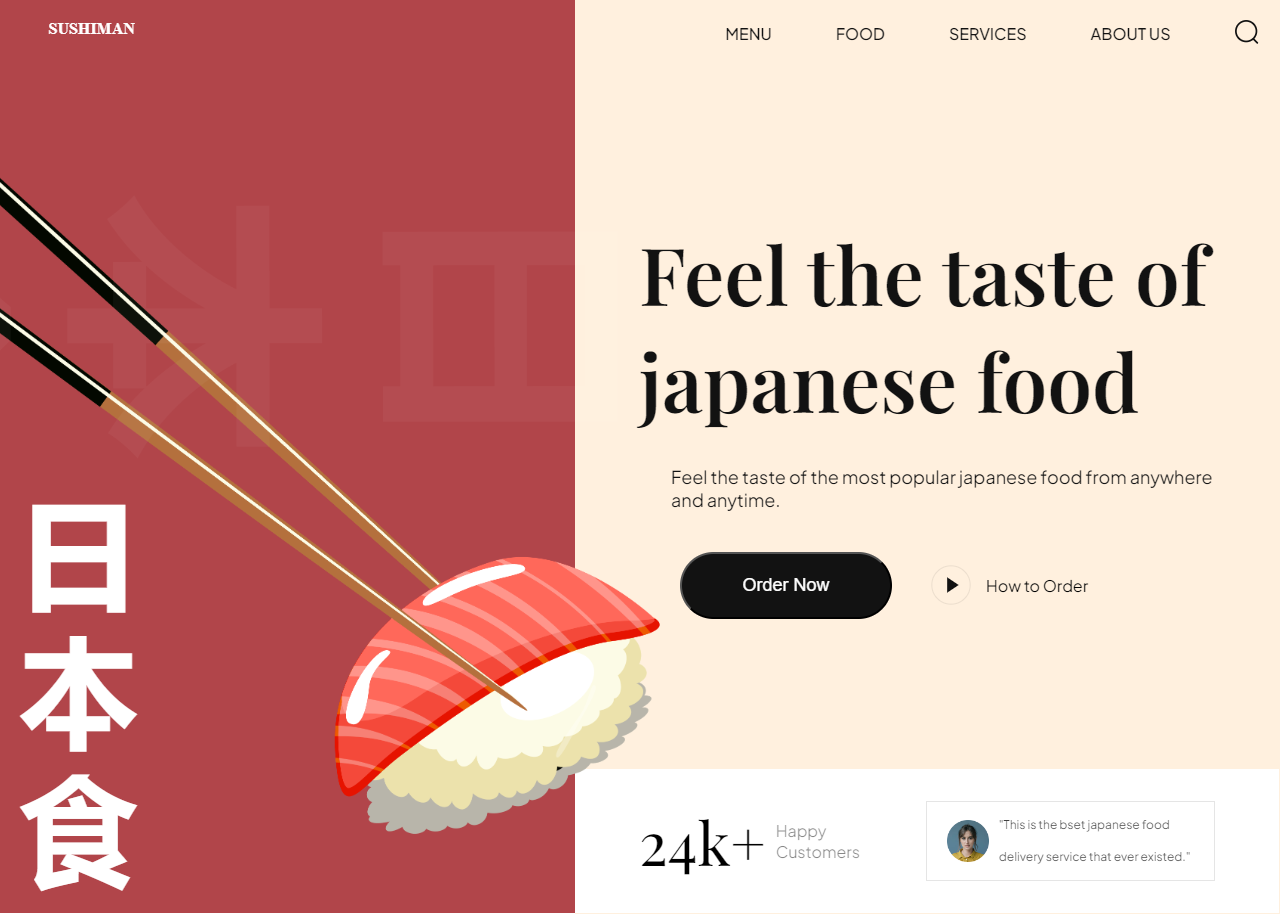 SUSHIMAN
MENU FOOD SERVICES ABOUT US
Feel the taste of
japanese food
Feel the taste of the most popular japanese food from anywhere
and anytime.
Order Now
How to Order
日
本
食
24k+
Happy
Customers
"This is the bset japanese food
delivery service that ever existed."